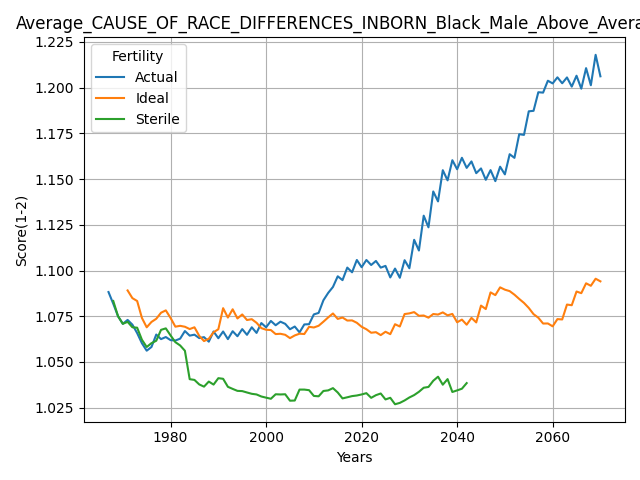 Average_CAUSE_OF_RACE_DIFFERENCES_INBORN_Black_Male_Above_Avera
1.225
1.200
1.175
1.150
1.125
1.100
1.075
1.050
1.025
Score(1-2)
Fertility
Actual
Ideal
Sterile
1980
2000
2020
2040
2060
Years